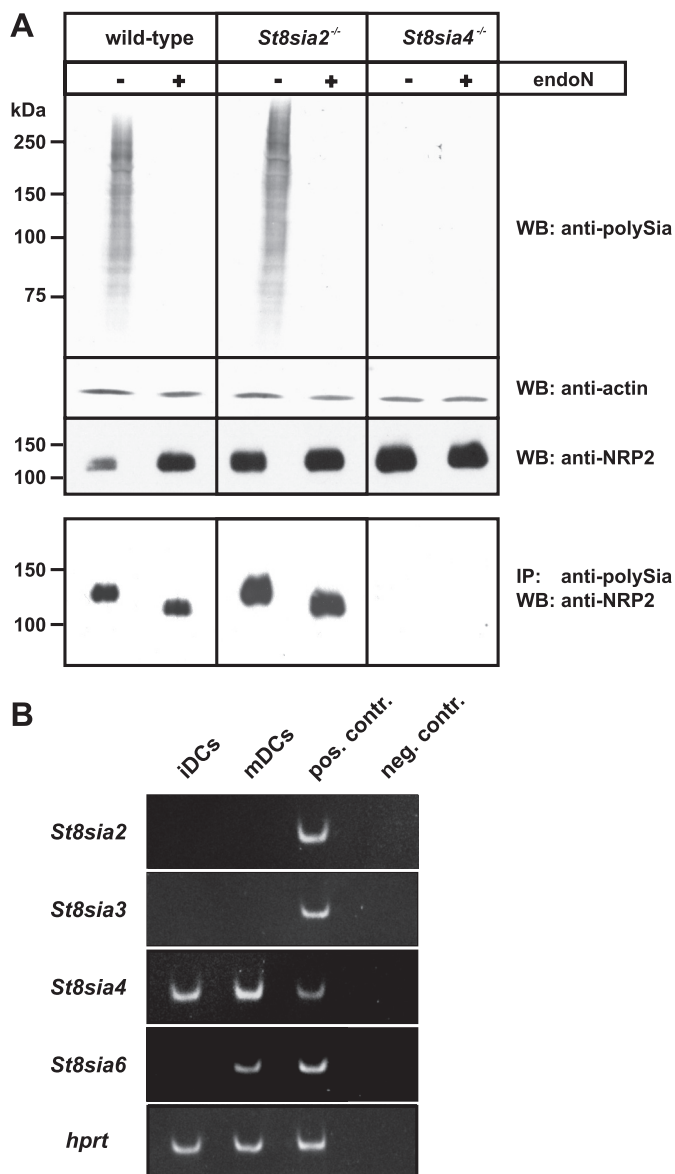 A
wild-type St8sia2-/- St8sia4-/-
- + - + - + endoN
kDa
250
150
100
75
WB: anti-polySia
WB: anti-actin
150
100
WB: anti-NRP2
150
100
IP: anti-polySia
WB: anti-NRP2
B
iDCs mDCs pos. contr. neg. contr.
St8sia2
St8sia3
St8sia4
St8sia6
hprt